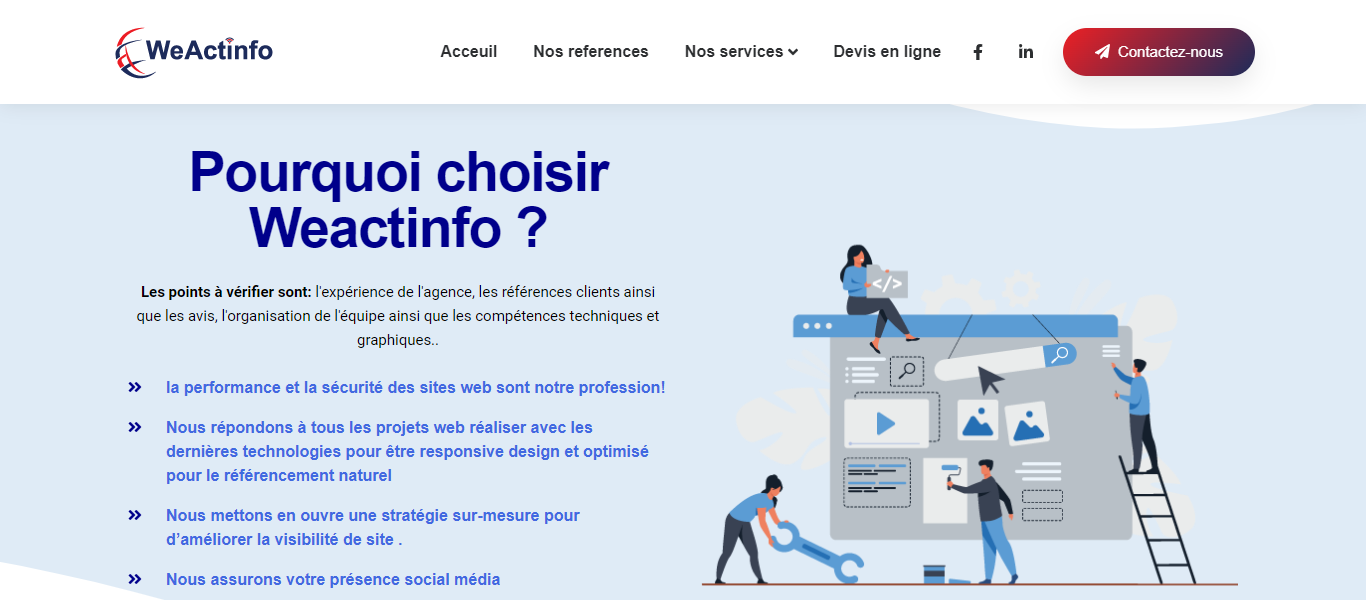 WeActinfo
Acceuil
Nos references
Nos services
Devis en ligne
Contactez-nous
Pourquoi choisir
Weactinfo ?
Les points à vérifier sont: l'expérience de l'agence, les références clients ainsi
que les avis, l'organisation de l'équipe ainsi que les compétences techniques et
graphiques..
la performance et la sécurité des sites web sont notre profession!
Nous répondons à tous les projets web réaliser avec les
dernières technologies pour être responsive design et optimisé
pour le référencement naturel
Nous mettons en ouvre une stratégie sur-mesure pour
d’améliorer la visibilité de site .
Nous assurons votre présence social média
</>